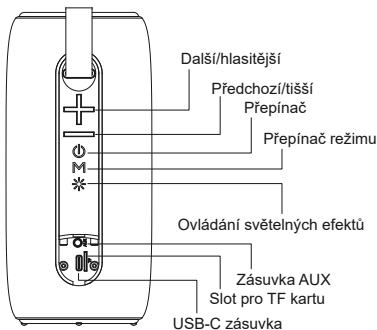 Další/hlasitější
Předchozí/tišší
Přepínač
M
Přepínač režimu
Ovládání světelných efektů
Zásuvka AUX
Slot pro TF kartu
USB-C zásuvka